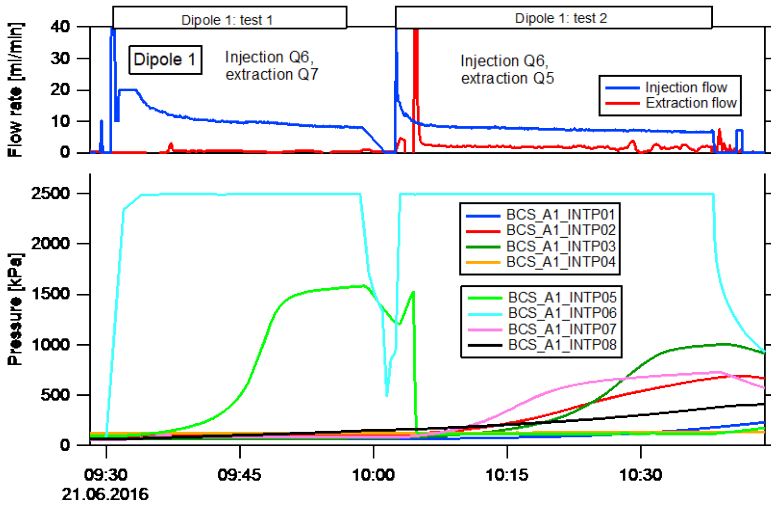 Dipole 1: test 1
Dipole 1: test 2
Flow rate [ml/min]
40
30
20
10
0
Dipole 1
Injection Q6,
extraction Q7
Injection Q6,
extraction Q5
Injection flow
Extraction flow
Pressure [kPa]
2500
2000
1500
1000
500
0
BCS_A1_INTP01
BCS_A1_INTP02
BCS_A1_INTP03
BCS_A1_INTP04
BCS_A1_INTP05
BCS_A1_INTP06
BCS_A1_INTP07
BCS_A1_INTP08
09:30
09:45
10:00
10:15
10:30
21.06.2016